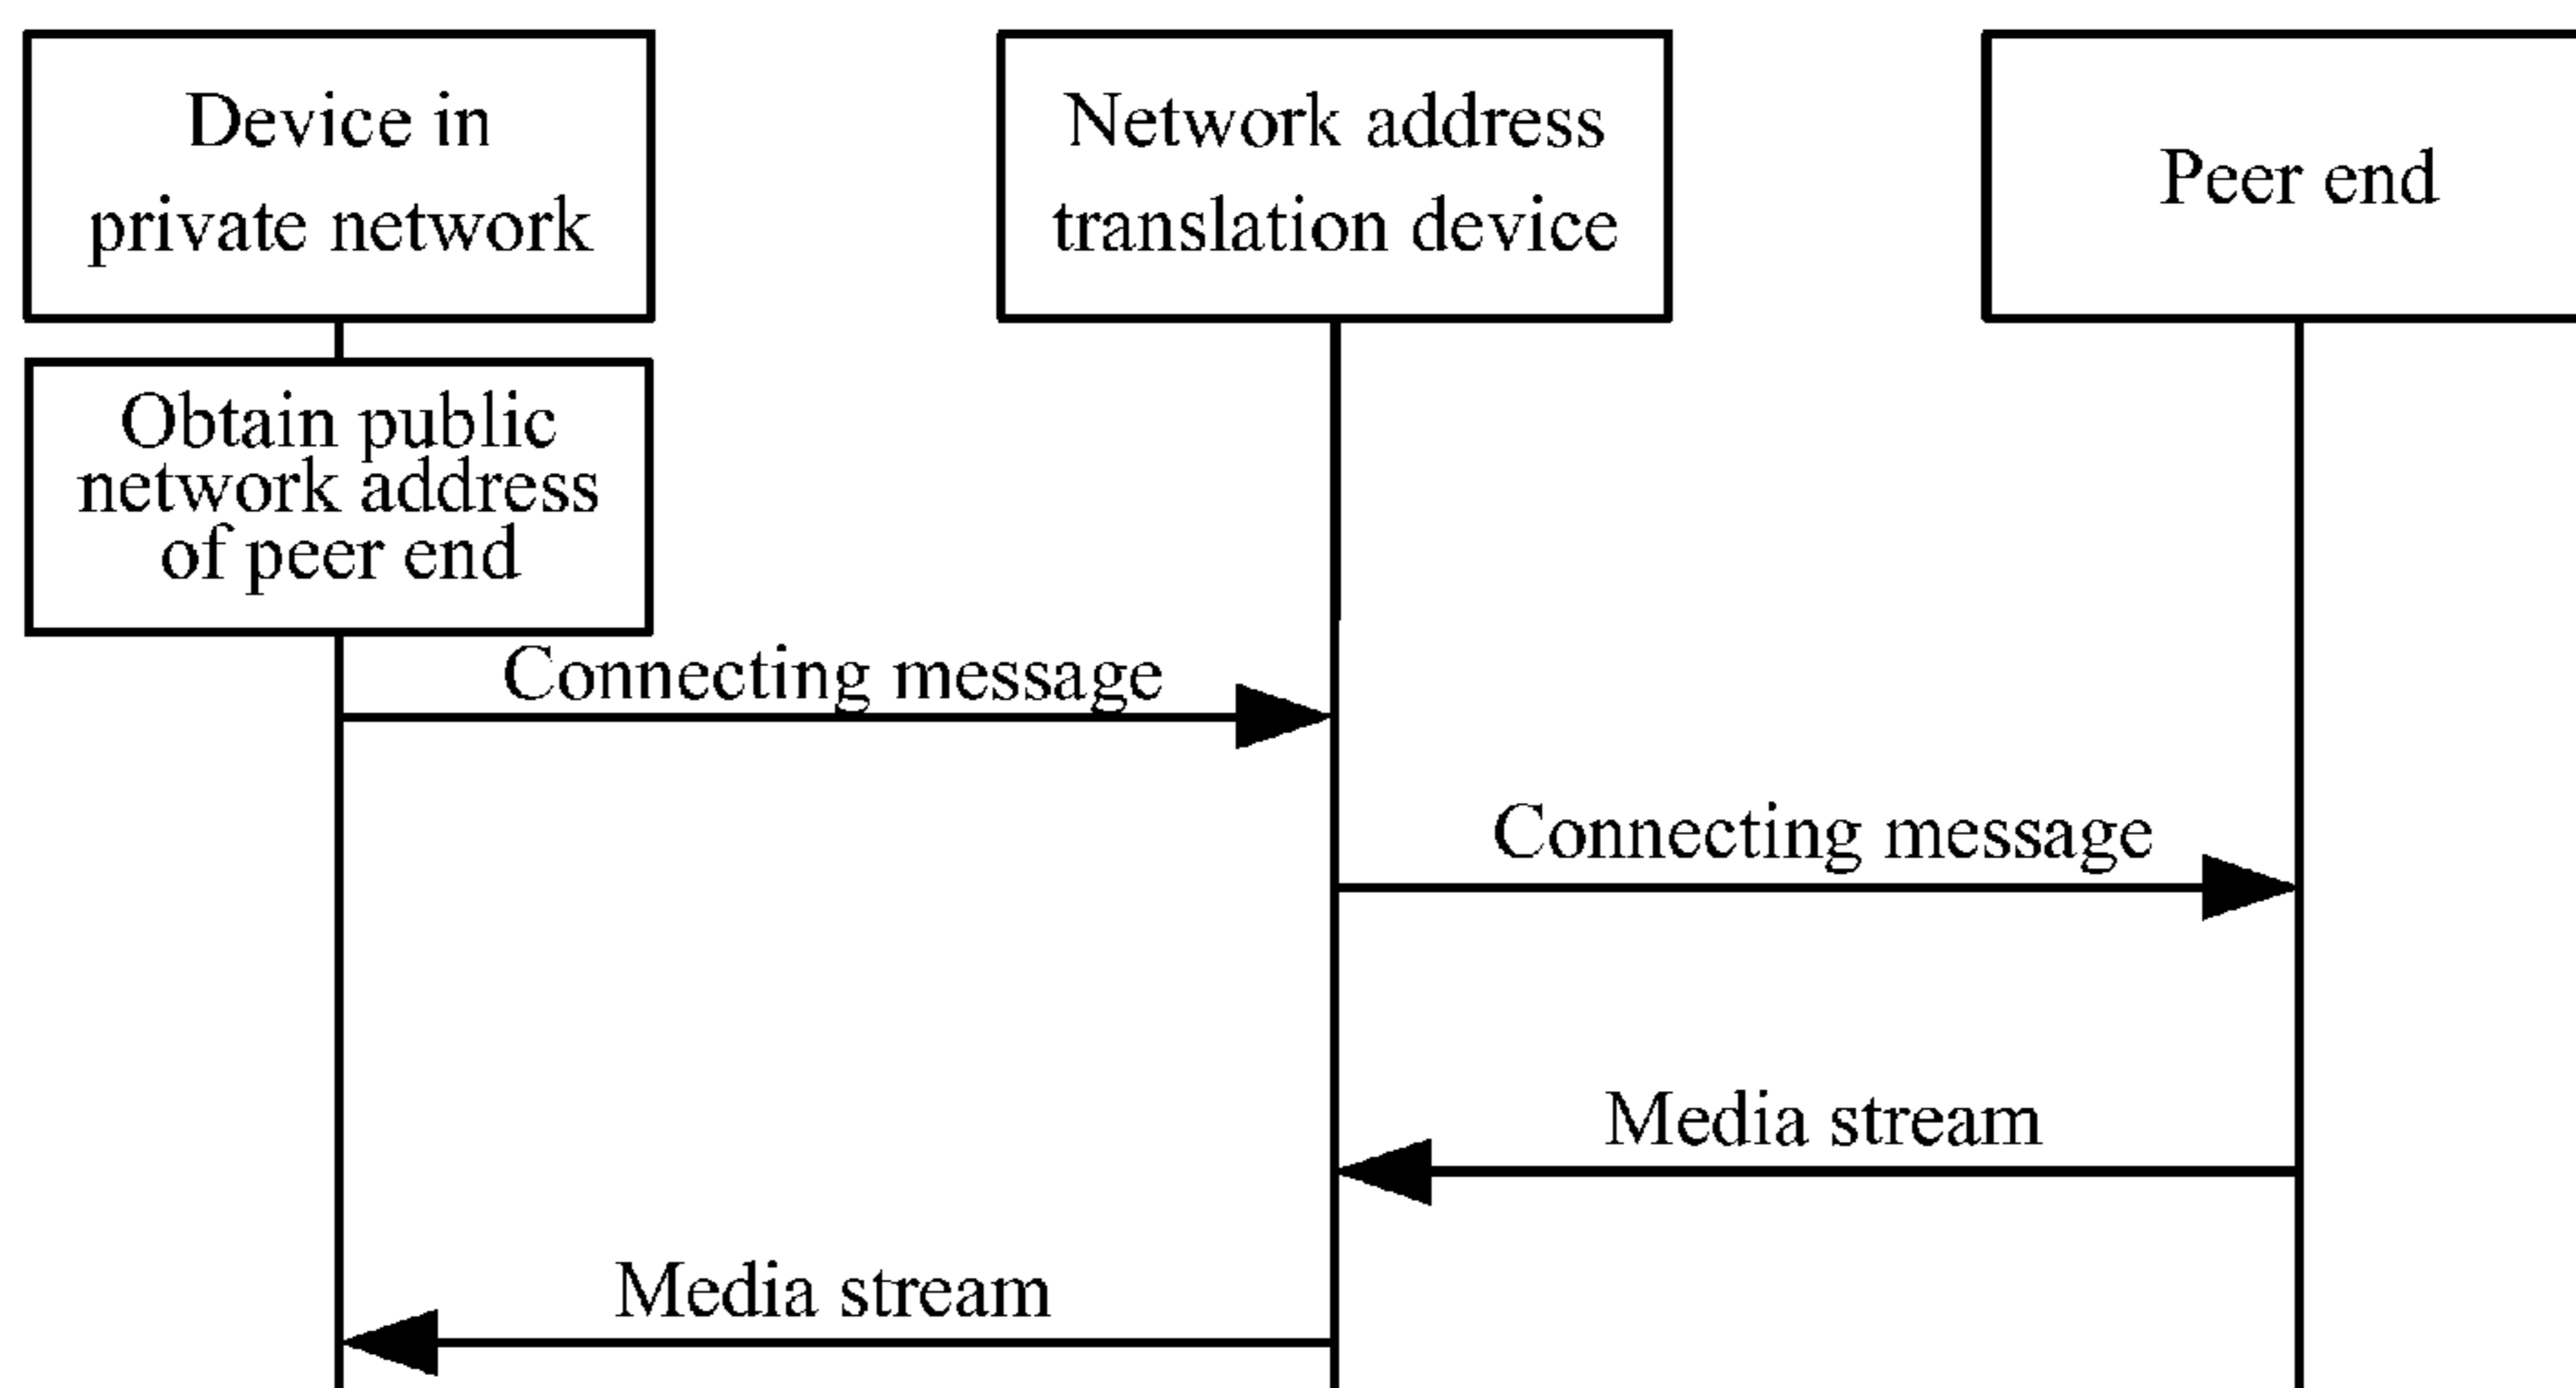 Device in
private network
Network address
translation device
Peer end
Obtain public
network address
of peer end
Connecting message
Connecting message
Media stream
Media stream